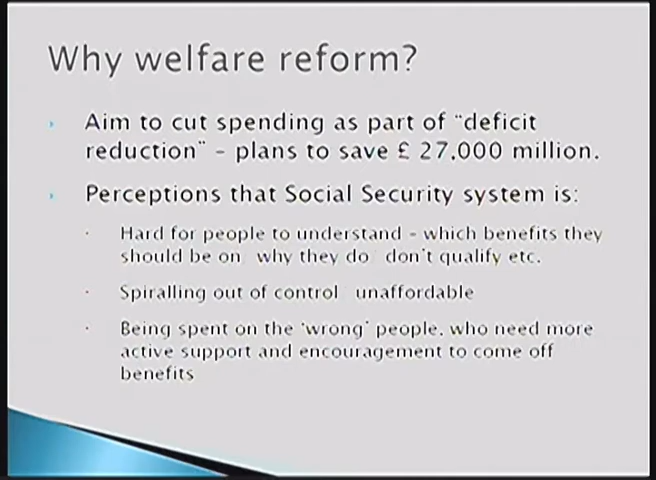 Why welfare reform?
Aim to cut spending as part of "deficit
reduction" - plans to save £ 27,000 million.
Perceptions that Social Security system is:
Hard for people to understand - which benefits they
should be on why they do don't qualify etc.
Spiralling out of control unaffordable
Being spent on the 'wrong' people, who need more
active support and encouragement to come off
benefits